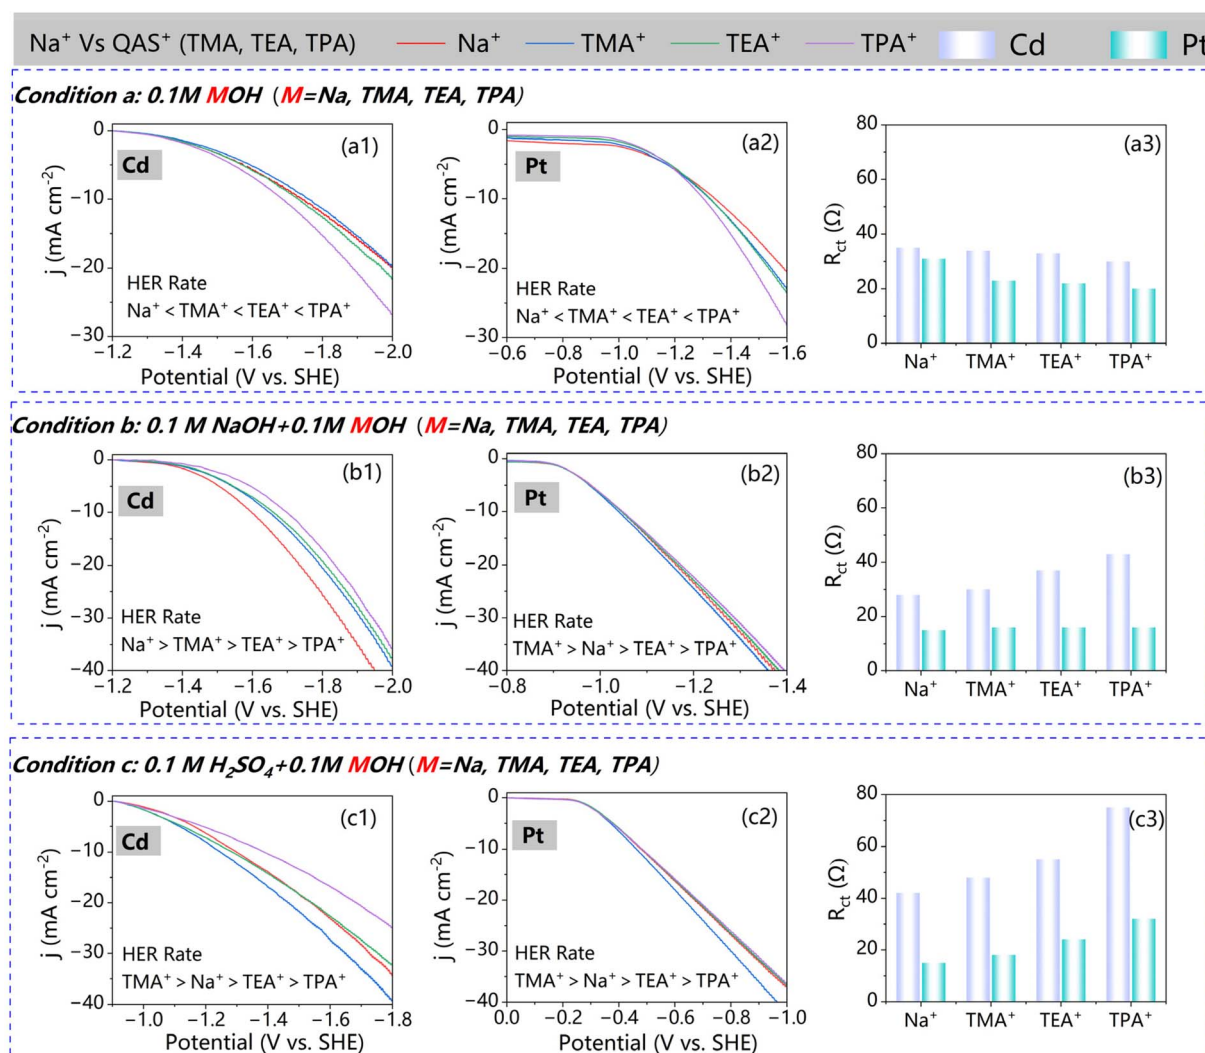 Na⁺ Vs QAS⁺ (TMA, TEA, TPA) Na⁺ TMA⁺ TEA⁺ TPA⁺ Cd Pt
Condition a: 0.1M MOH (M=Na, TMA, TEA, TPA)
0
−10
−20
−30
j (mA cm⁻²)
Cd
(a1)
HER Rate
Na⁺ < TMA⁺ < TEA⁺ < TPA⁺
−1.2 −1.4 −1.6 −1.8 −2.0
Potential (V vs. SHE)
0
−10
−20
−30
j (mA cm⁻²)
Pt
(a2)
HER Rate
Na⁺ < TMA⁺ < TEA⁺ < TPA⁺
−0.6 −0.8 −1.0 −1.2 −1.4 −1.6
Potential (V vs. SHE)
80
60
40
20
0
R_ct (Ω)
(a3)
Na⁺ TMA⁺ TEA⁺ TPA⁺
Condition b: 0.1 M NaOH+0.1M MOH (M=Na, TMA, TEA, TPA)
0
−10
−20
−30
−40
j (mA cm⁻²)
Cd
(b1)
HER Rate
Na⁺ > TMA⁺ > TEA⁺ > TPA⁺
−1.2 −1.4 −1.6 −1.8 −2.0
Potential (V vs. SHE)
0
−10
−20
−30
−40
j (mA cm⁻²)
Pt
(b2)
HER Rate
TMA⁺ > Na⁺ > TEA⁺ > TPA⁺
−0.8 −1.0 −1.2 −1.4
Potential (V vs. SHE)
80
60
40
20
0
R_ct (Ω)
(b3)
Na⁺ TMA⁺ TEA⁺ TPA⁺
Condition c: 0.1 M H₂SO₄+0.1M MOH (M=Na, TMA, TEA, TPA)
0
−10
−20
−30
−40
j (mA cm⁻²)
Cd
(c1)
HER Rate
TMA⁺ > Na⁺ > TEA⁺ > TPA⁺
−1.0 −1.2 −1.4 −1.6 −1.8
Potential (V vs. SHE)
0
−10
−20
−30
−40
j (mA cm⁻²)
Pt
(c2)
HER Rate
TMA⁺ > Na⁺ > TEA⁺ > TPA⁺
0.0 −0.2 −0.4 −0.6 −0.8 −1.0
Potential (V vs. SHE)
80
60
40
20
0
R_ct (Ω)
(c3)
Na⁺ TMA⁺ TEA⁺ TPA⁺